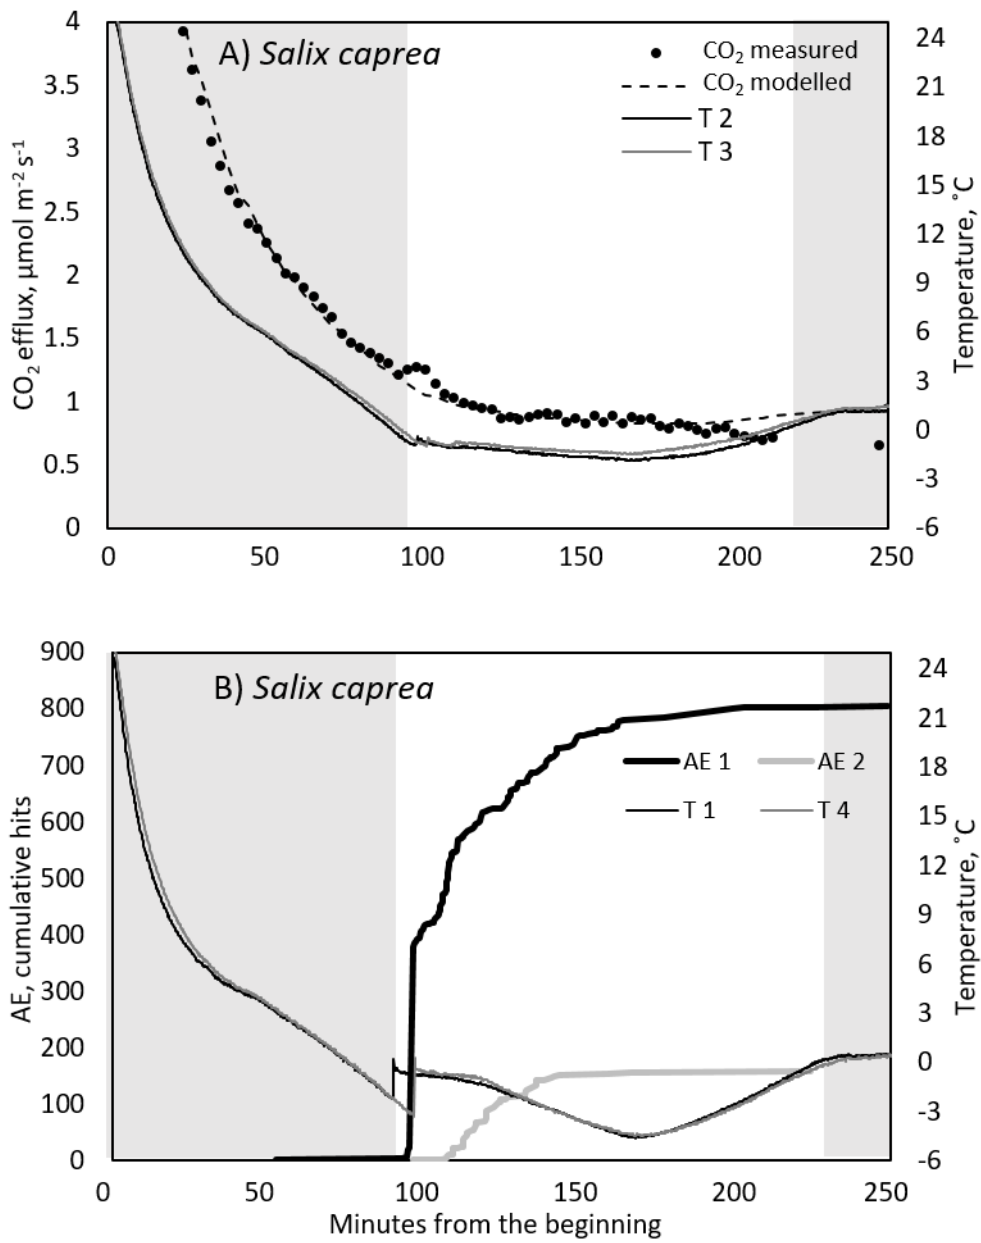 A) Salix caprea
CO₂ measured
CO₂ modelled
T 2
T 3
4
3.5
3
2.5
2
1.5
1
0.5
0
CO₂ efflux, µmol m⁻² s⁻¹
24
21
18
15
12
9
6
3
0
-3
-6
Temperature, ˚C
0 50 100 150 200 250
B) Salix caprea
AE 1 AE 2
T 1 T 4
900
800
700
600
500
400
300
200
100
0
AE, cumulative hits
24
21
18
15
12
9
6
3
0
-3
-6
Temperature, ˚C
0 50 100 150 200 250
Minutes from the beginning